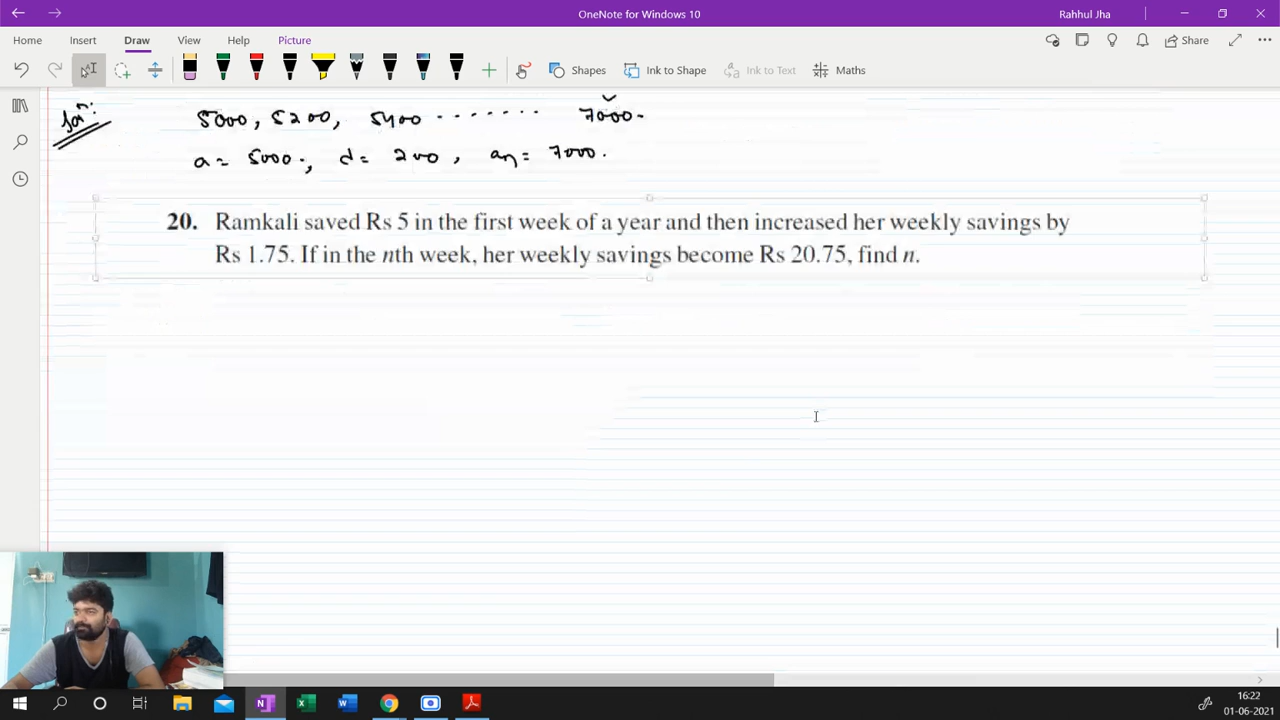 OneNote for Windows 10
Rahhul Jha
Home Insert Draw View Help Picture
Share
Shapes Ink to Shape Ink to Text Maths
Soln:
5000, 5200, 5400 ....... 7000.
a = 5000., d = 200, an = 7000.
20. Ramkali saved Rs 5 in the first week of a year and then increased her weekly savings by
Rs 1.75. If in the nth week, her weekly savings become Rs 20.75, find n.
16:22
01-06-2021